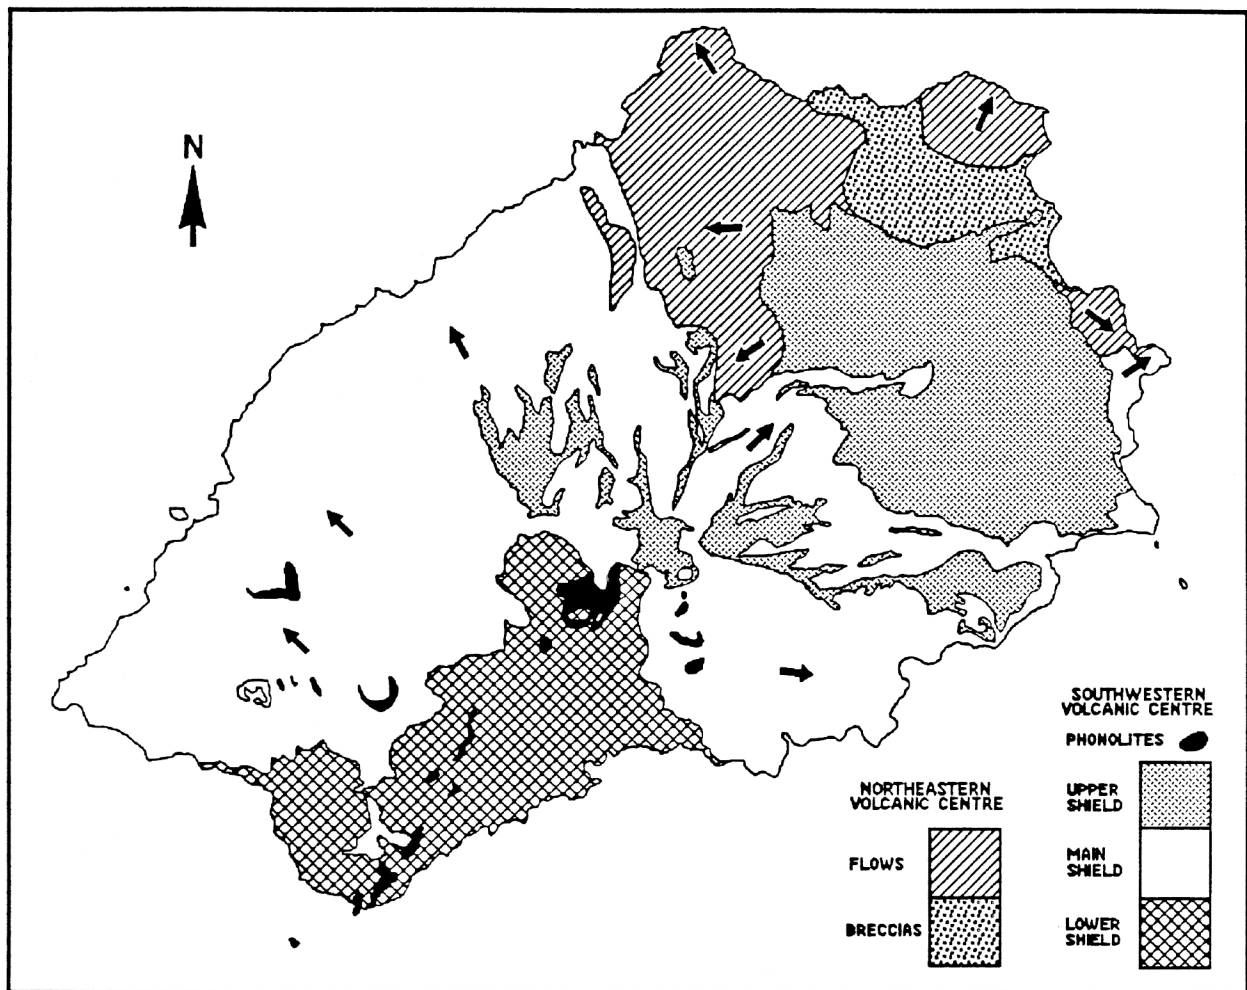 N
SOUTHWESTERN
VOLCANIC CENTRE
PHONOLITES
NORTHEASTERN
VOLCANIC CENTRE
UPPER
SHIELD
FLOWS
MAIN
SHIELD
BRECCIAS
LOWER
SHIELD